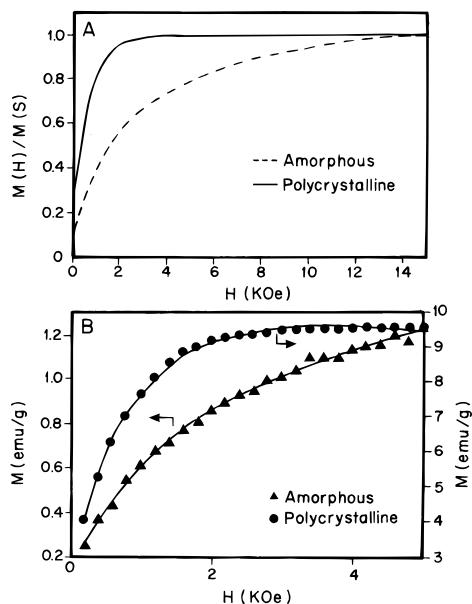 A
1.0
0.8
0.6
0.4
0.2
0
M(H)/M(S)
Amorphous
Polycrystalline
0 2 4 6 8 10 12 14
H (KOe)
B
1.2
1.0
0.8
0.6
0.4
0.2
M(emu/g)
10
9
8
7
6
5
4
3
M (emu/g)
Amorphous
Polycrystalline
0 2 4
H (KOe)